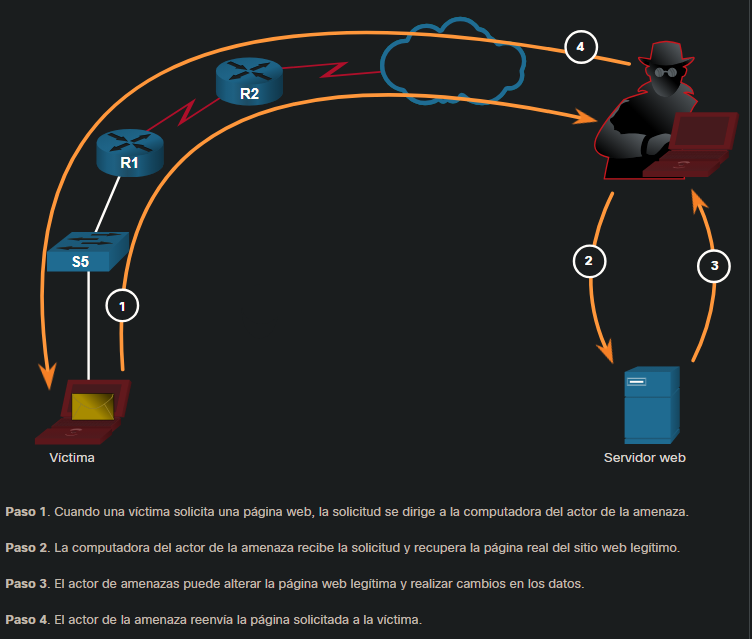 4
R2
R1
S5
2
3
1
Víctima
Servidor web
Paso 1. Cuando una víctima solicita una página web, la solicitud se dirige a la computadora del actor de la amenaza.
Paso 2. La computadora del actor de la amenaza recibe la solicitud y recupera la página real del sitio web legítimo.
Paso 3. El actor de amenazas puede alterar la página web legítima y realizar cambios en los datos.
Paso 4. El actor de la amenaza reenvía la página solicitada a la víctima.